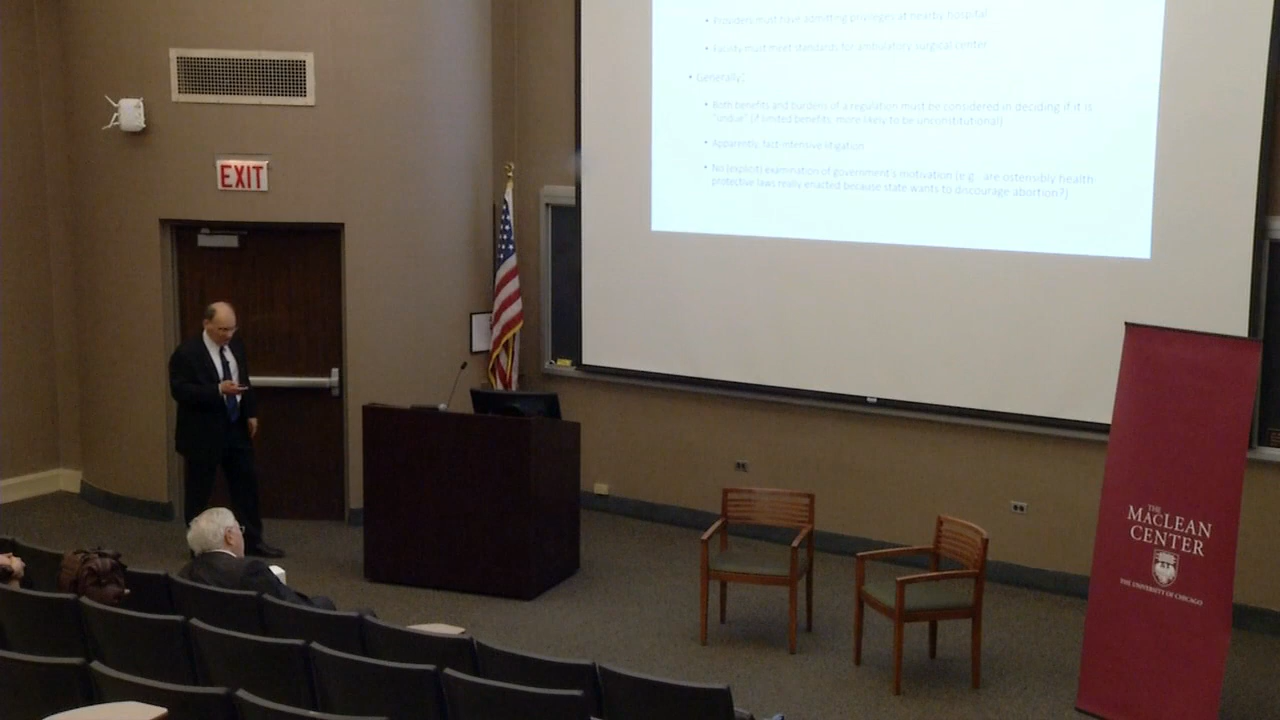 • Providers must have admitting privileges at nearby hospital
• Facility must meet standards for ambulatory surgical center
• Generally:
• Both benefits and burdens of a regulation must be considered in deciding if it is
"undue" (if limited benefits, more likely to be unconstitutional)
• Apparently, fact intensive litigation
• No (explicit) examination of government's motivation (e.g. are ostensibly health
protective laws really enacted because state wants to discourage abortion?)
EXIT
THE
MACLEAN
CENTER
THE UNIVERSITY OF CHICAGO